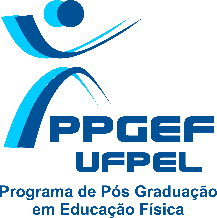 PPGEF
UFPEL
Programa de Pós Graduação
em Educação Física